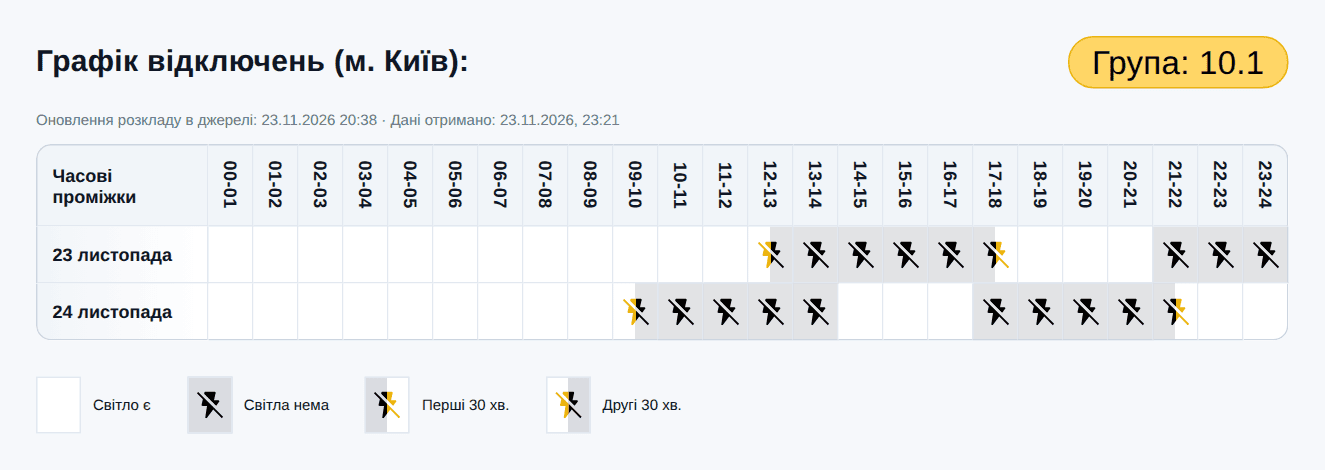 Графік відключень (м. Київ):
Група: 10.1
Оновлення розкладу в джерелі: 23.11.2026 20:38 · Дані отримано: 23.11.2026, 23:21
Часові
проміжки
00-01
01-02
02-03
03-04
04-05
05-06
06-07
07-08
08-09
09-10
10-11
11-12
12-13
13-14
14-15
15-16
16-17
17-18
18-19
19-20
20-21
21-22
22-23
23-24
23 листопада
24 листопада
Світло є
Світла нема
Перші 30 хв.
Другі 30 хв.